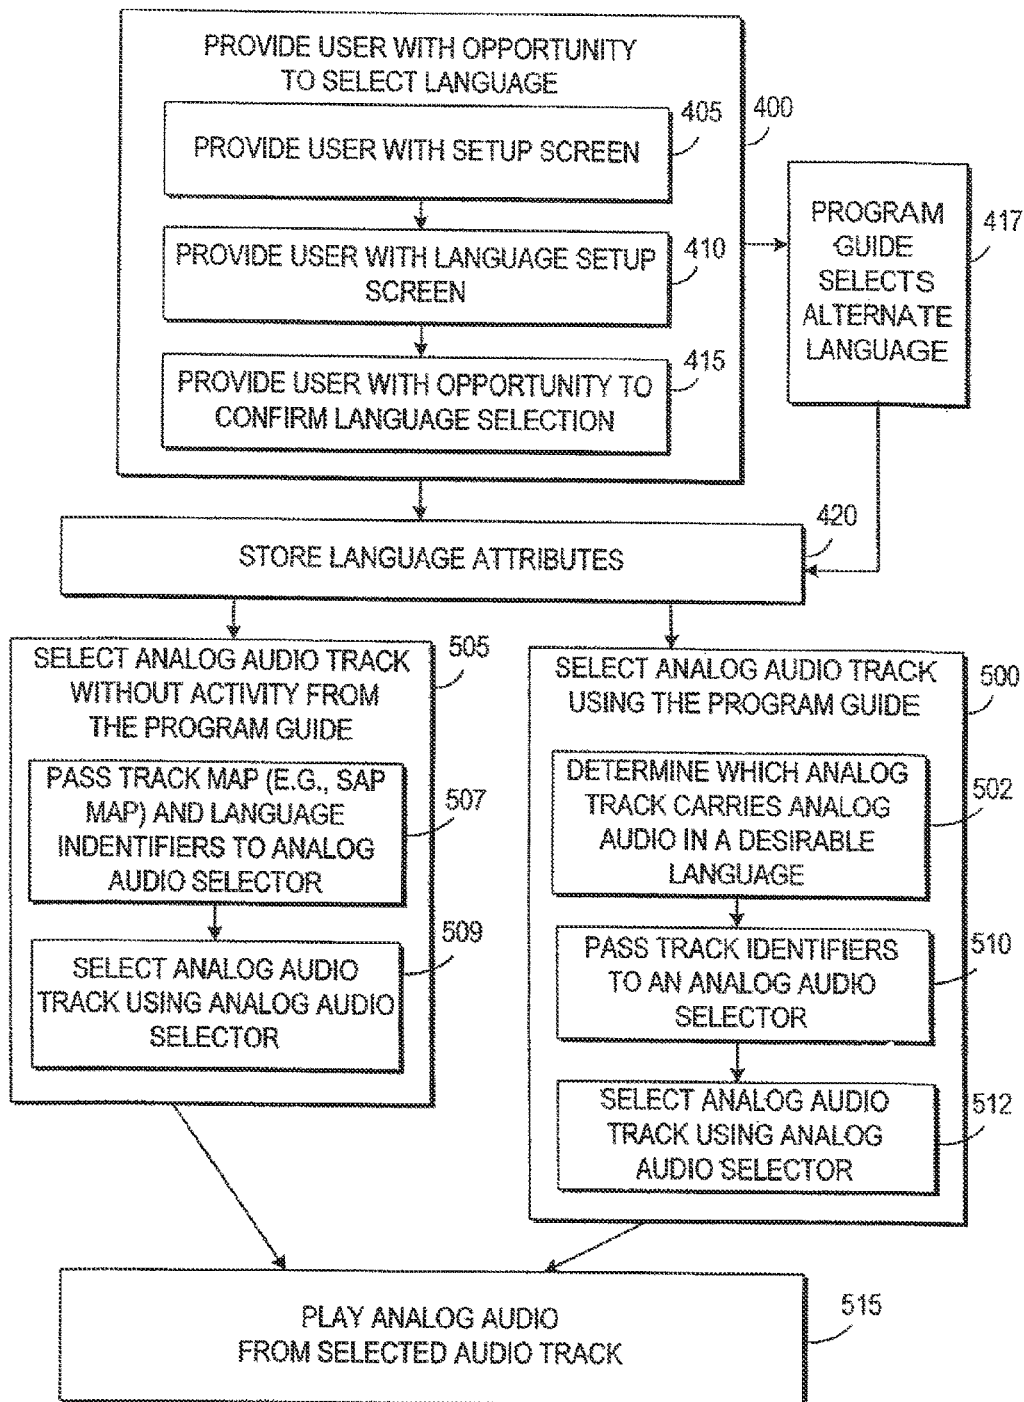 PROVIDE USER WITH OPPORTUNITY
TO SELECT LANGUAGE
400
405
PROVIDE USER WITH SETUP SCREEN
410
PROVIDE USER WITH LANGUAGE SETUP
SCREEN
415
PROVIDE USER WITH OPPORTUNITY TO
CONFIRM LANGUAGE SELECTION
417
PROGRAM
GUIDE
SELECTS
ALTERNATE
LANGUAGE
420
STORE LANGUAGE ATTRIBUTES
505
SELECT ANALOG AUDIO TRACK
WITHOUT ACTIVITY FROM
THE PROGRAM GUIDE
507
PASS TRACK MAP (E.G., SAP
MAP) AND LANGUAGE
INDENTIFIERS TO ANALOG
AUDIO SELECTOR
509
SELECT ANALOG AUDIO
TRACK USING ANALOG AUDIO
SELECTOR
500
SELECT ANALOG AUDIO TRACK
USING THE PROGRAM GUIDE
502
DETERMINE WHICH ANALOG
TRACK CARRIES ANALOG
AUDIO IN A DESIRABLE
LANGUAGE
510
PASS TRACK IDENTIFIERS
TO AN ANALOG AUDIO
SELECTOR
512
SELECT ANALOG AUDIO
TRACK USING ANALOG
AUDIO SELECTOR
515
PLAY ANALOG AUDIO
FROM SELECTED AUDIO TRACK